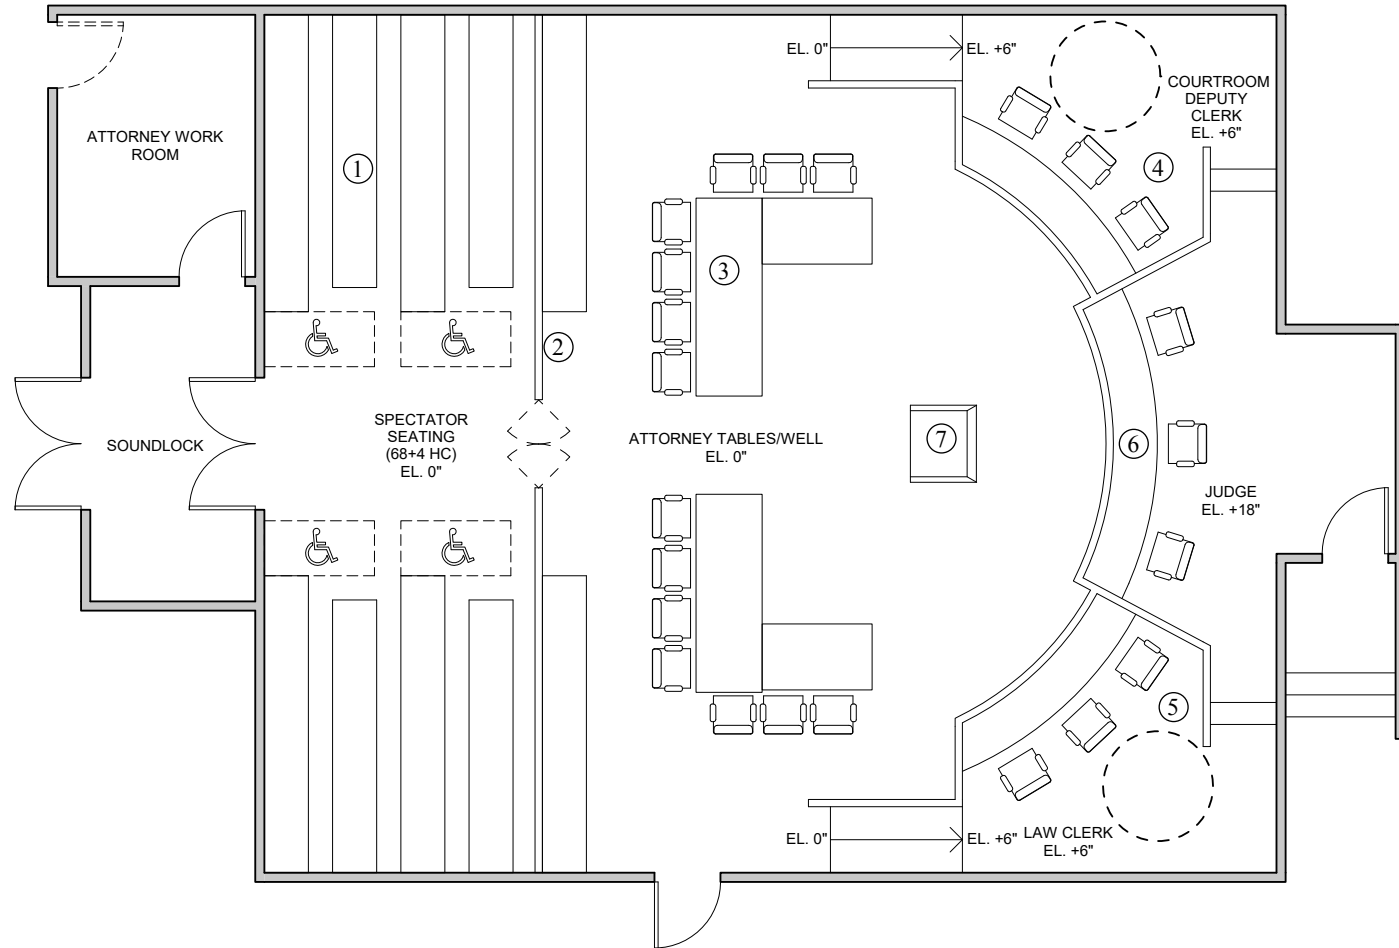 EL. 0"
EL. +6"
COURTROOM
DEPUTY
CLERK
EL. +6"
ATTORNEY WORK
ROOM
1
4
3
2
SPECTATOR
SEATING
(68+4 HC)
EL. 0"
SOUNDLOCK
ATTORNEY TABLES/WELL
EL. 0"
7
6
JUDGE
EL. +18"
5
EL. 0"
EL. +6"
LAW CLERK
EL. +6"